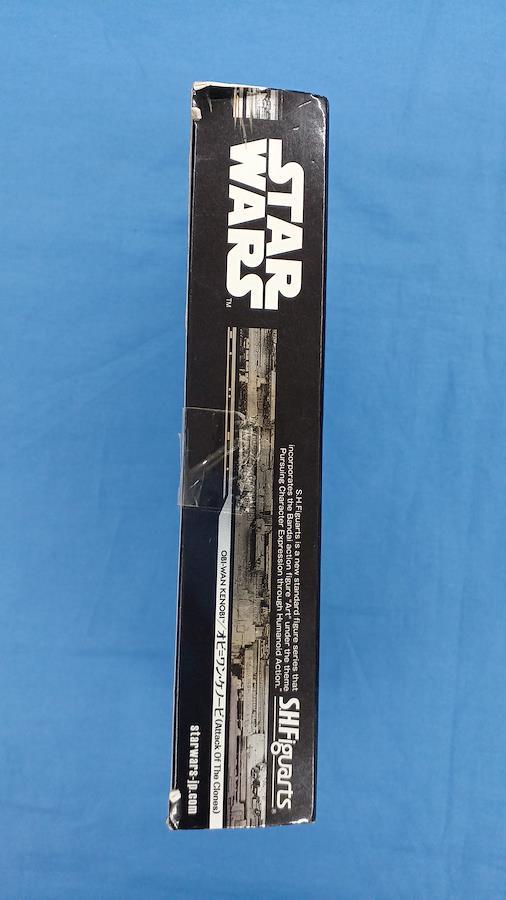 STAR
WARS
TM
S.H.Figuarts is a new standard figure series that
incorporates the Bandai action figure "Art" under the theme
Pursuing Character Expression through Humanoid Action."
S.H.Figuarts
OBI-WAN KENOBI/オビ=ワン・ケノービ (Attack Of The Clones)
starwars-jp.com